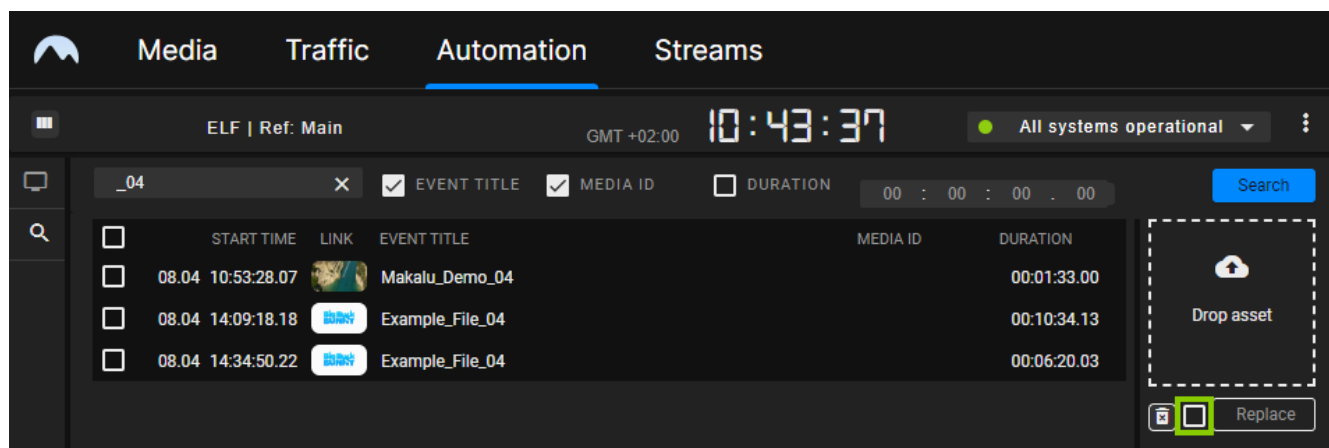 Media Traffic Automation Streams
ELF | Ref: Main GMT +02:00 10:43:37 All systems operational
_04 EVENT TITLE MEDIA ID DURATION 00 : 00 : 00 . 00 Search
START TIME LINK EVENT TITLE MEDIA ID DURATION
08.04 10:53:28.07 Makalu_Demo_04 00:01:33.00
08.04 14:09:18.18 Example_File_04 00:10:34.13
08.04 14:34:50.22 Example_File_04 00:06:20.03
Drop asset
Replace